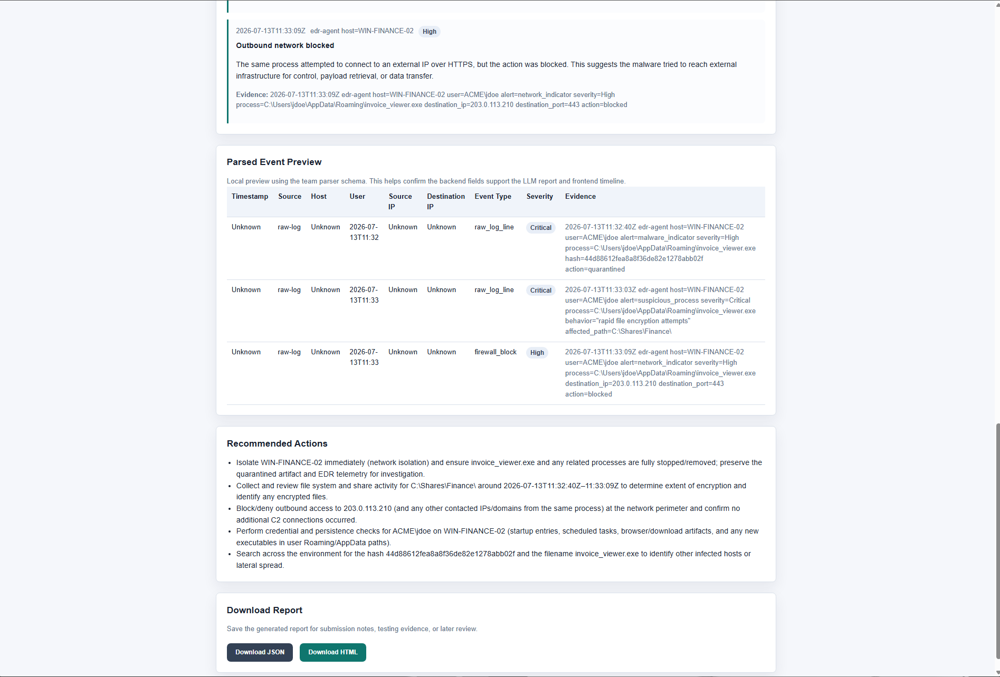 2026-07-13T11:33:09Z edr-agent host=WIN-FINANCE-02 High
Outbound network blocked
The same process attempted to connect to an external IP over HTTPS, but the action was blocked. This suggests the malware tried to reach external
infrastructure for control, payload retrieval, or data transfer.
Evidence: 2026-07-13T11:33:09Z edr-agent host=WIN-FINANCE-02 user=ACME\jdoe alert=network_indicator severity=High
process=C:\Users\jdoe\AppData\Roaming\invoice_viewer.exe destination_ip=203.0.113.210 destination_port=443 action=blocked
Parsed Event Preview
Local preview using the team parser schema. This helps confirm the backend fields support the LLM report and frontend timeline.
Timestamp Source Host User Source Destination Event Type Severity Evidence
IP IP
Unknown raw-log Unknown 2026-07- Unknown Unknown raw_log_line Critical 2026-07-13T11:32:40Z edr-agent host=WIN-FINANCE-02
13T11:32 user=ACME\jdoe alert=malware_indicator severity=High
process=C:\Users\jdoe\AppData\Roaming\invoice_viewer.exe
hash=44d88612fea8a8f36de82e1278abb02f
action=quarantined
Unknown raw-log Unknown 2026-07- Unknown Unknown raw_log_line Critical 2026-07-13T11:33:03Z edr-agent host=WIN-FINANCE-02
13T11:33 user=ACME\jdoe alert=suspicious_process severity=Critical
process=C:\Users\jdoe\AppData\Roaming\invoice_viewer.exe
behavior="rapid file encryption attempts"
affected_path=C:\Shares\Finance\
Unknown raw-log Unknown 2026-07- Unknown Unknown firewall_block High 2026-07-13T11:33:09Z edr-agent host=WIN-FINANCE-02
13T11:33 user=ACME\jdoe alert=network_indicator severity=High
process=C:\Users\jdoe\AppData\Roaming\invoice_viewer.exe
destination_ip=203.0.113.210 destination_port=443
action=blocked
Recommended Actions
• Isolate WIN-FINANCE-02 immediately (network isolation) and ensure invoice_viewer.exe and any related processes are fully stopped/removed; preserve the
quarantined artifact and EDR telemetry for investigation.
• Collect and review file system and share activity for C:\Shares\Finance\ around 2026-07-13T11:32:40Z–11:33:09Z to determine extent of encryption and
identify any encrypted files.
• Block/deny outbound access to 203.0.113.210 (and any other contacted IPs/domains from the same process) at the network perimeter and confirm no
additional C2 connections occurred.
• Perform credential and persistence checks for ACME\jdoe on WIN-FINANCE-02 (startup entries, scheduled tasks, browser/download artifacts, and any new
executables in user Roaming/AppData paths).
• Search across the environment for the hash 44d88612fea8a8f36de82e1278abb02f and the filename invoice_viewer.exe to identify other infected hosts or
lateral spread.
Download Report
Save the generated report for submission notes, testing evidence, or later review.
Download JSON Download HTML